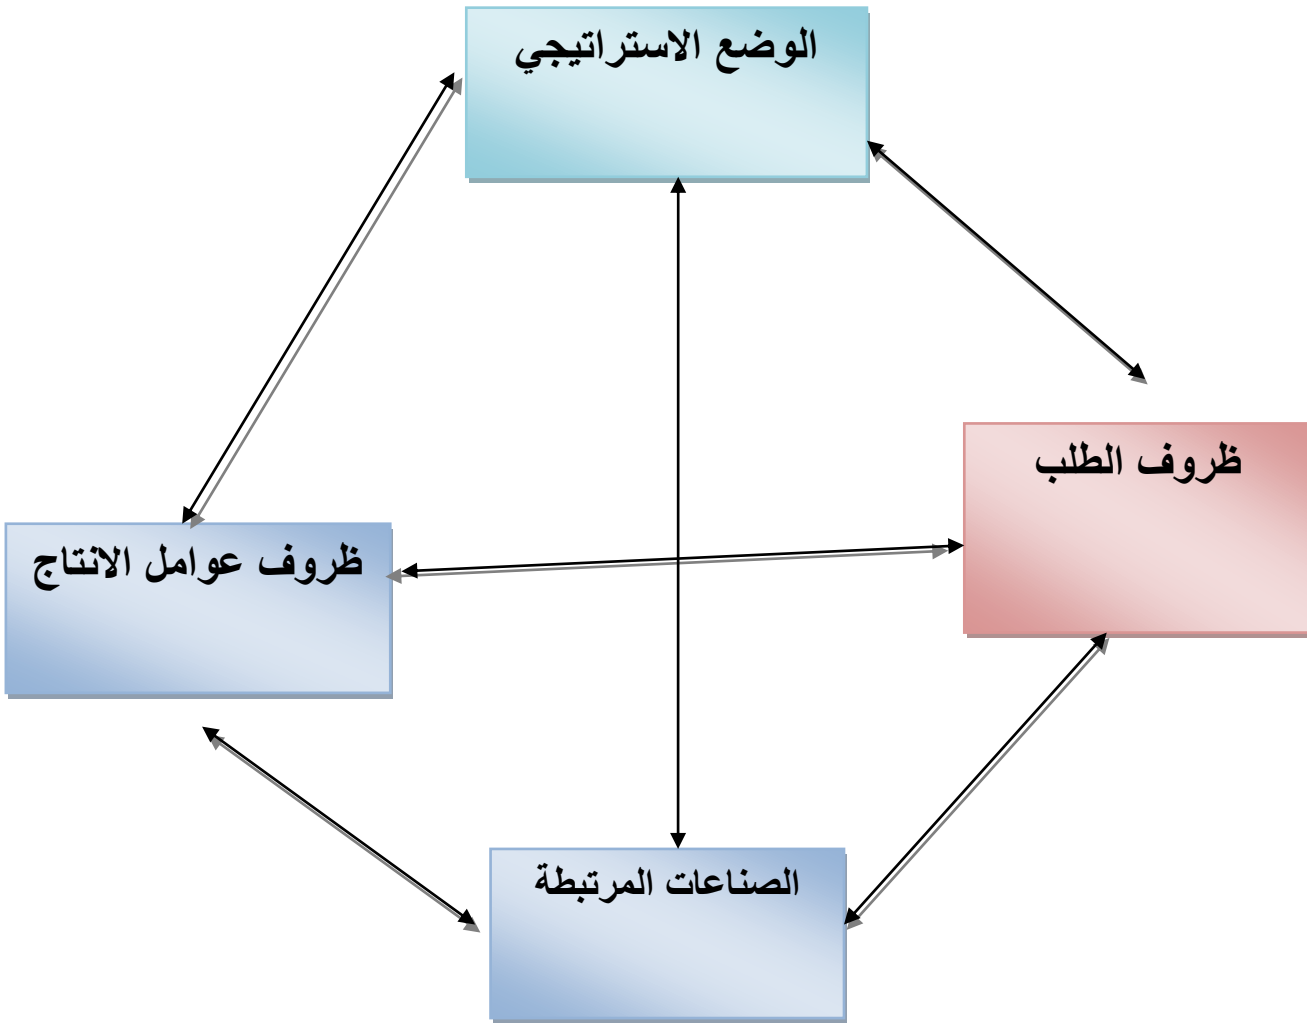 الوضع الاستراتيجي
ظروف الطلب
ظروف عوامل الانتاج
الصناعات المرتبطة